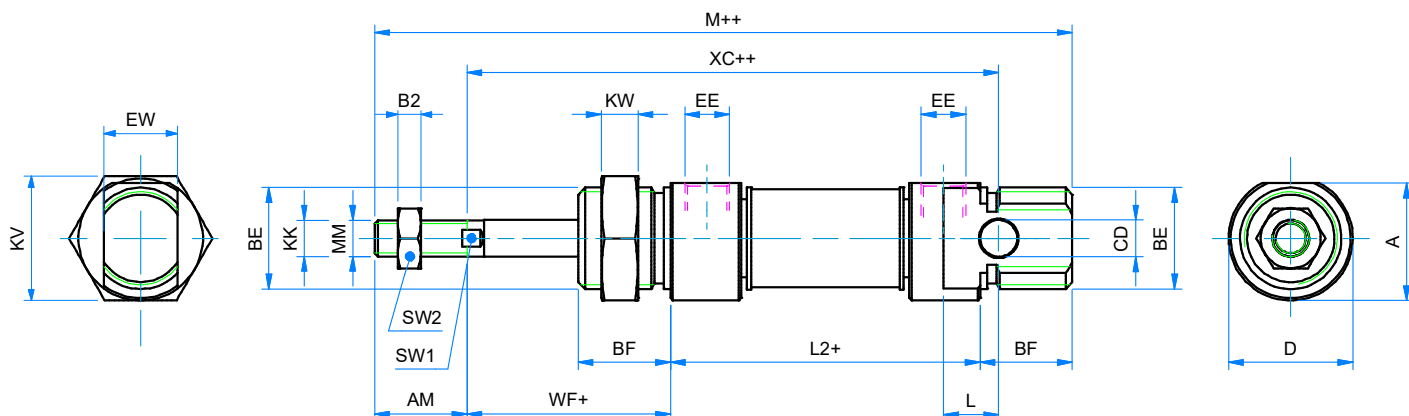 M++
XC++
B2
KW
EE
EE
EW
KV
BE
KK
MM
CD
BE
A
SW2
SW1
BF
L2+
BF
D
AM
WF+
L